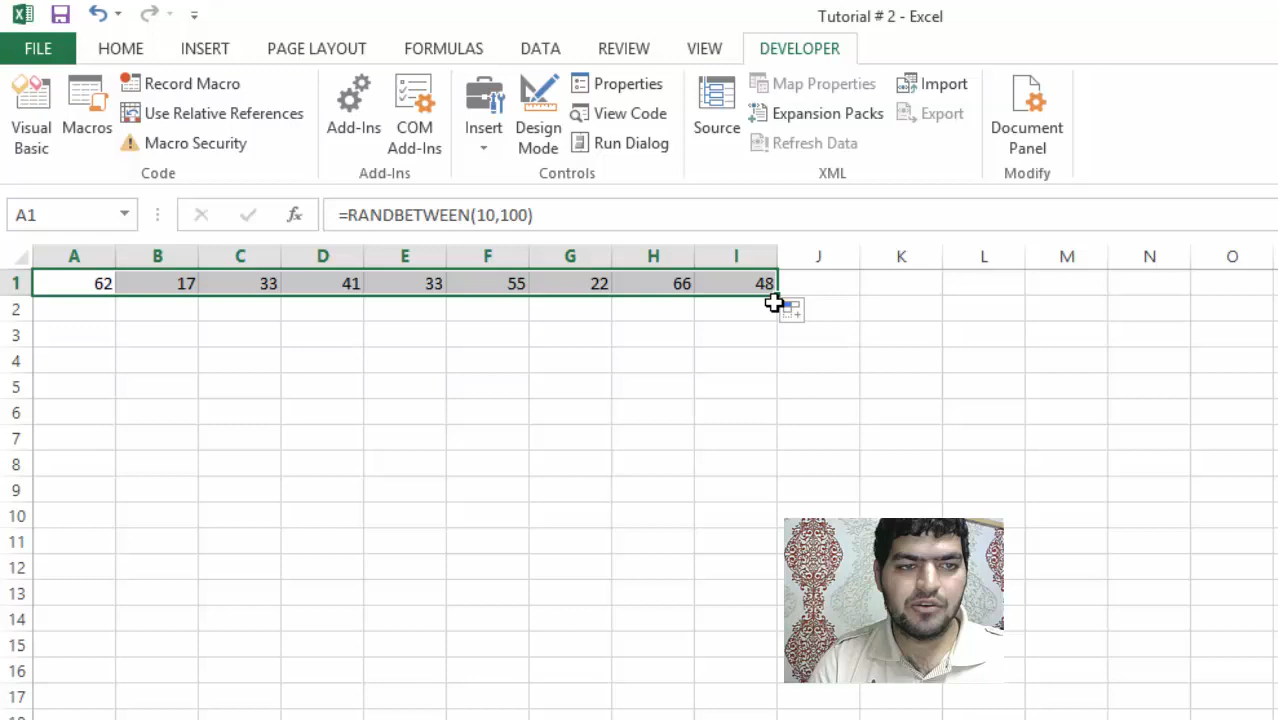 Tutorial # 2 - Excel
FILE HOME INSERT PAGE LAYOUT FORMULAS DATA REVIEW VIEW DEVELOPER
Visual Basic
Macros
Record Macro
Use Relative References
Macro Security
Code
Add-Ins
COM Add-Ins
Add-Ins
Insert
Design Mode
Properties
View Code
Run Dialog
Controls
Source
Map Properties
Expansion Packs
Refresh Data
Import
Export
XML
Document Panel
Modify
A1 fx =RANDBETWEEN(10,100)
A B C D E F G H I J K L M N O
1 62 17 33 41 33 55 22 66 48
2
3
4
5
6
7
8
9
10
11
12
13
14
15
16
17